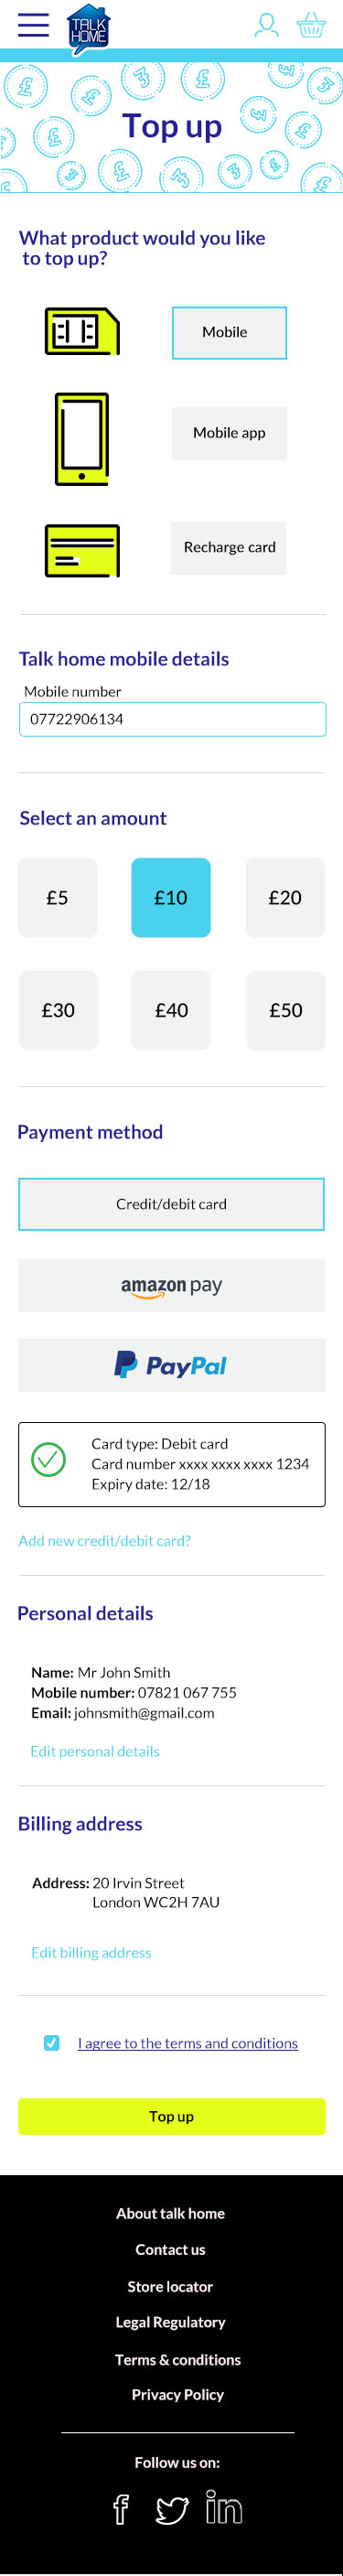 TALK
HOME
Top up
What product would you like
to top up?
Mobile
Mobile app
Recharge card
Talk home mobile details
Mobile number
07722906134
Select an amount
£5
£10
£20
£30
£40
£50
Payment method
Credit/debit card
amazon pay
PayPal
Card type: Debit card
Card number xxxx xxxx xxxx 1234
Expiry date: 12/18
Add new credit/debit card?
Personal details
Name: Mr John Smith
Mobile number: 07821 067 755
Email: johnsmith@gmail.com
Edit personal details
Billing address
Address: 20 Irvin Street
London WC2H 7AU
Edit billing address
I agree to the terms and conditions
Top up
About talk home
Contact us
Store locator
Legal Regulatory
Terms & conditions
Privacy Policy
Follow us on:
f
in